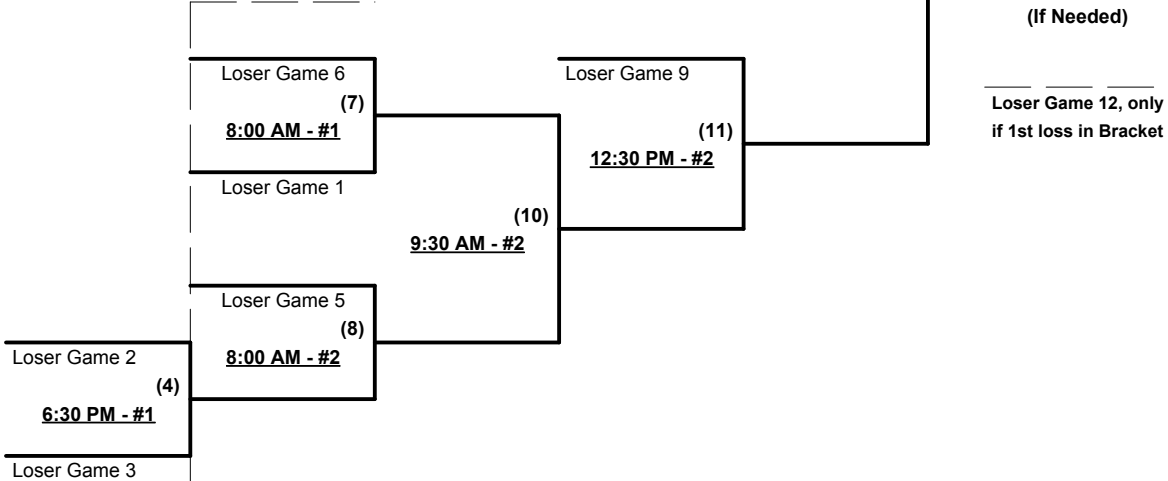 (If Needed)
Loser Game 6
Loser Game 9
(7)
Loser Game 12, only
8:00 AM - #1
(11)
if 1st loss in Bracket
12:30 PM - #2
Loser Game 1
(10)
9:30 AM - #2
Loser Game 5
(8)
Loser Game 2
8:00 AM - #2
(4)
6:30 PM - #1
Loser Game 3